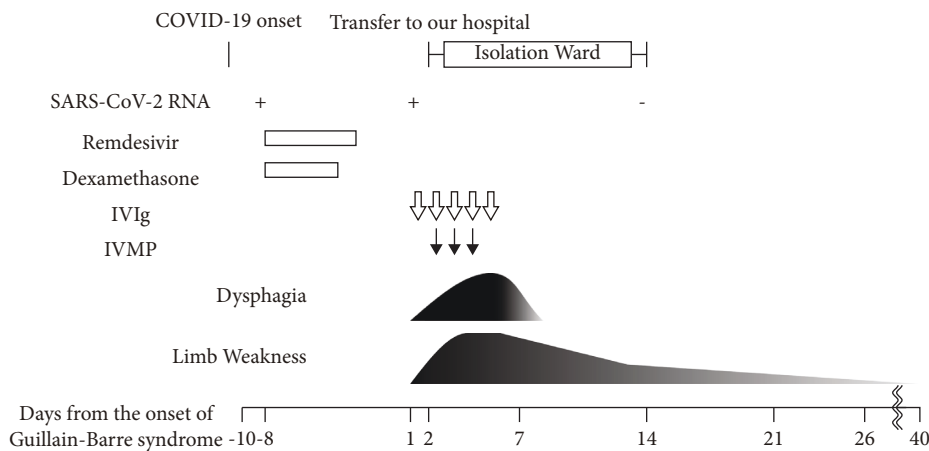 COVID-19 onset
Transfer to our hospital
Isolation Ward
SARS-CoV-2 RNA + + -
Remdesivir
Dexamethasone
IVIg
IVMP
Dysphagia
Limb Weakness
Days from the onset of
Guillain-Barre syndrome -10 -8 1 2 7 14 21 26 40